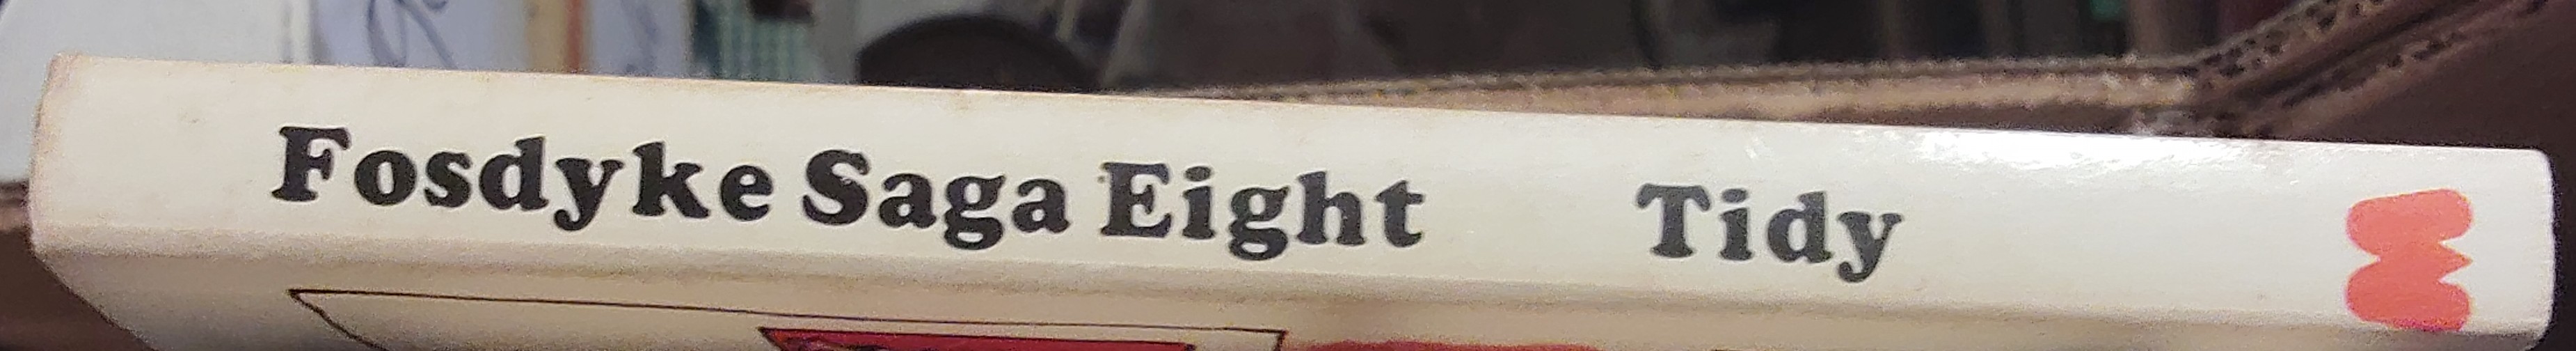 Fosdyke Saga Eight Tidy